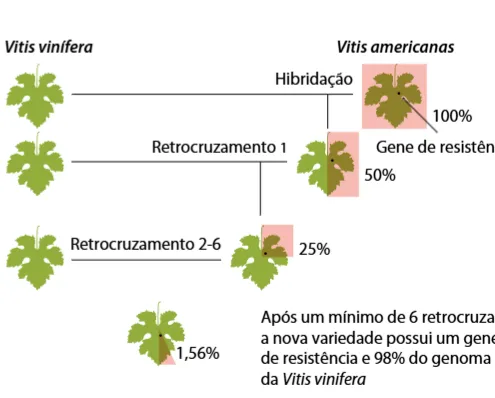 Vitis vinífera
Vitis americanas
Hibridação
100%
Retrocruzamento 1
Gene de resistên
50%
Retrocruzamento 2-6
25%
1,56%
Após um mínimo de 6 retrocruza
a nova variedade possui um gene
de resistência e 98% do genoma
da Vitis vinifera